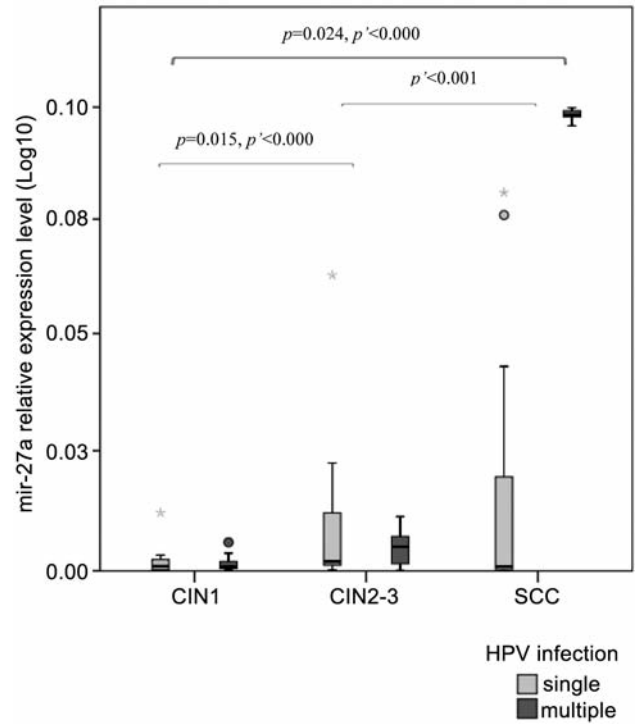 p=0.024, p'<0.000
p'<0.001
p=0.015, p'<0.000
mir-27a relative expression level (Log10)
0.10
0.08
0.05
0.03
0.00
CIN1 CIN2-3 SCC
HPV infection
single
multiple